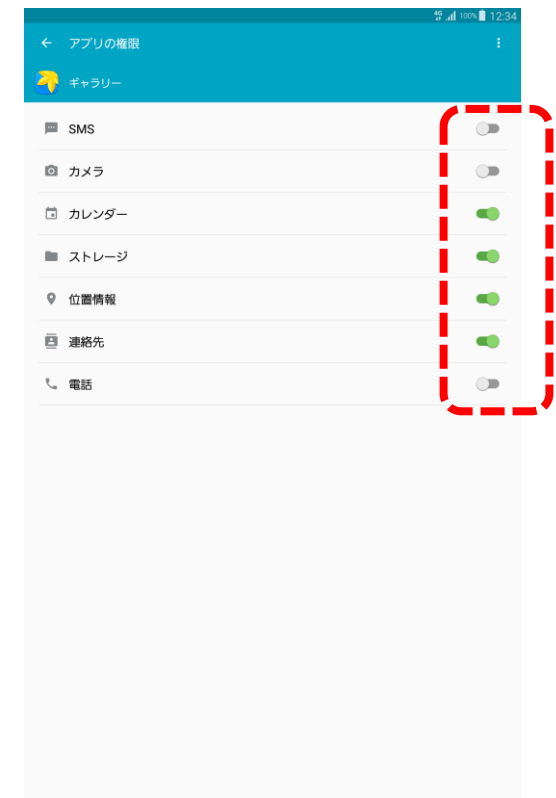 4G 100% 12:34
アプリの権限
ギャラリー
SMS
カメラ
カレンダー
ストレージ
位置情報
連絡先
電話